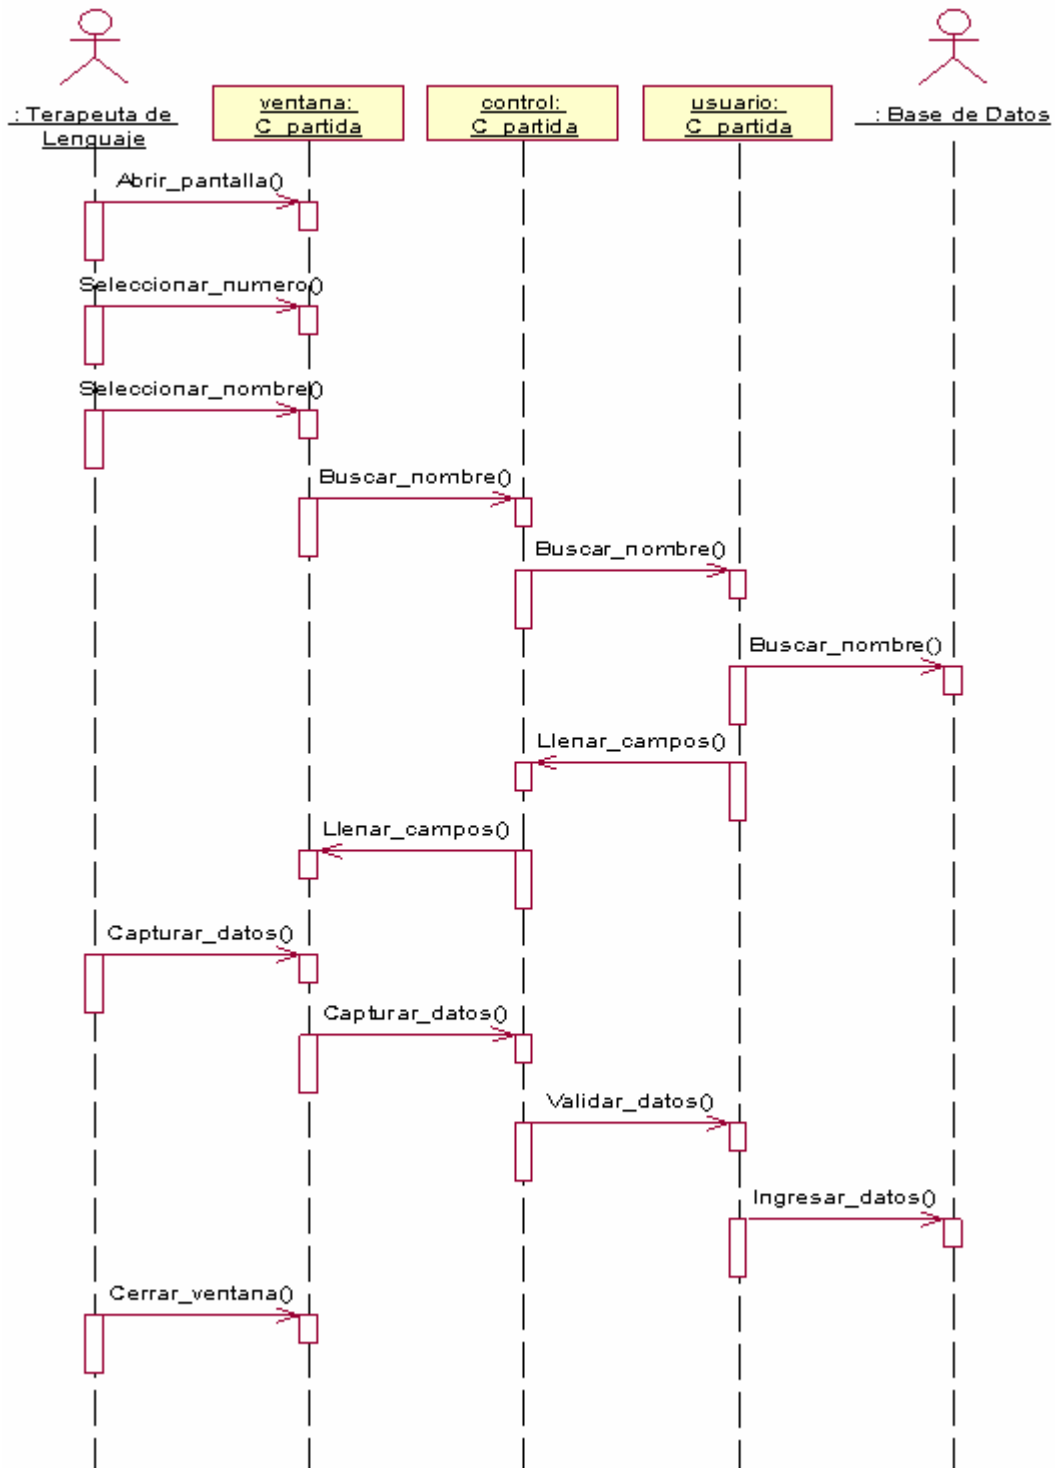 : Terapeuta de
Lenguaje
ventana:
C_partida
control:
C_partida
usuario:
C_partida
: Base de Datos
Abrir_pantalla()
Seleccionar_numero()
Seleccionar_nombre()
Buscar_nombre()
Buscar_nombre()
Buscar_nombre()
Llenar_campos()
Llenar_campos()
Capturar_datos()
Capturar_datos()
Validar_datos()
Ingresar_datos()
Cerrar_ventana()